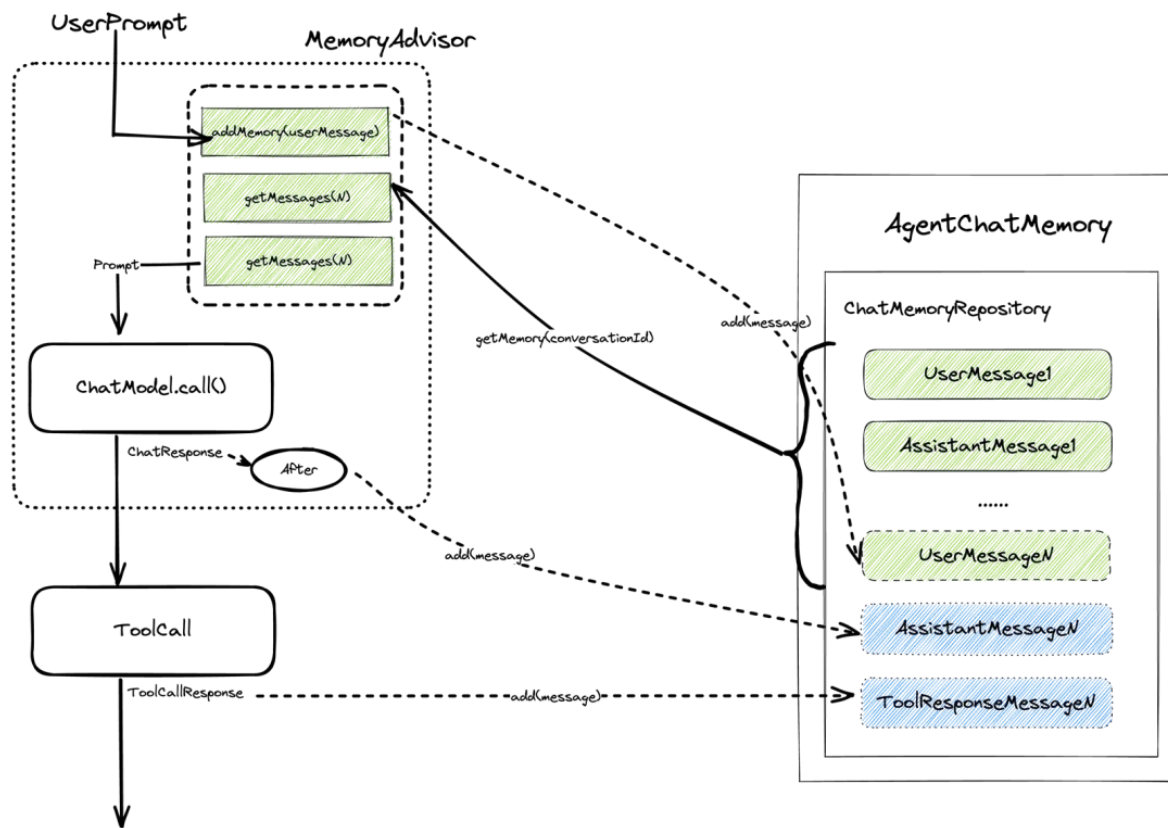 UserPrompt
MemoryAdvisor
addMemory(userMessage)
getMessages(N)
getMessages(N)
Prompt
ChatModel.call()
ChatResponse
After
ToolCall
ToolCallResponse
getMemory(conversationId)
add(message)
add(message)
add(message)
AgentChatMemory
ChatMemoryRepository
UserMessage1
AssistantMessage1
......
UserMessageN
AssistantMessageN
ToolResponseMessageN